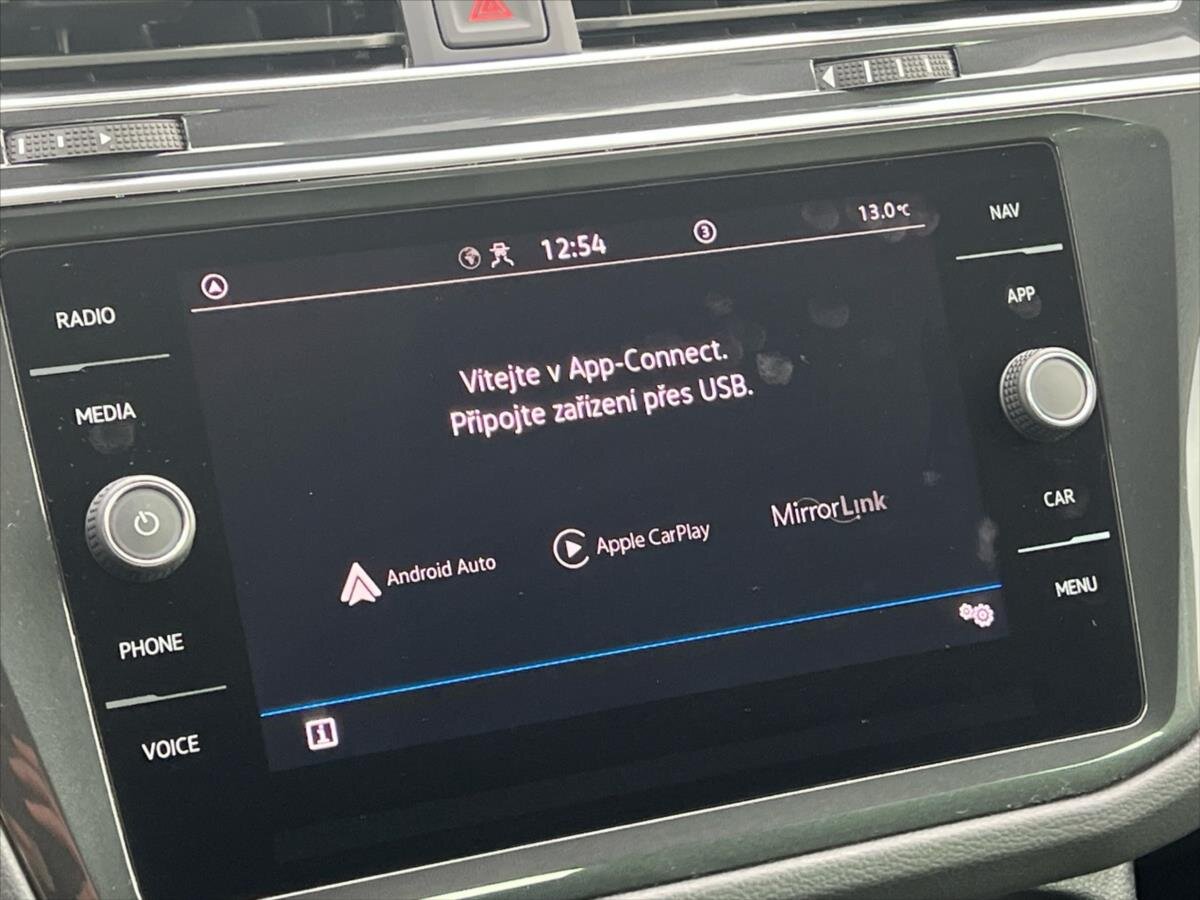 12:54
3
13.0°C
NAV
RADIO
APP
Vítejte v App-Connect.
Připojte zařízení přes USB.
MEDIA
CAR
MirrorLink
Apple CarPlay
Android Auto
MENU
PHONE
VOICE
i